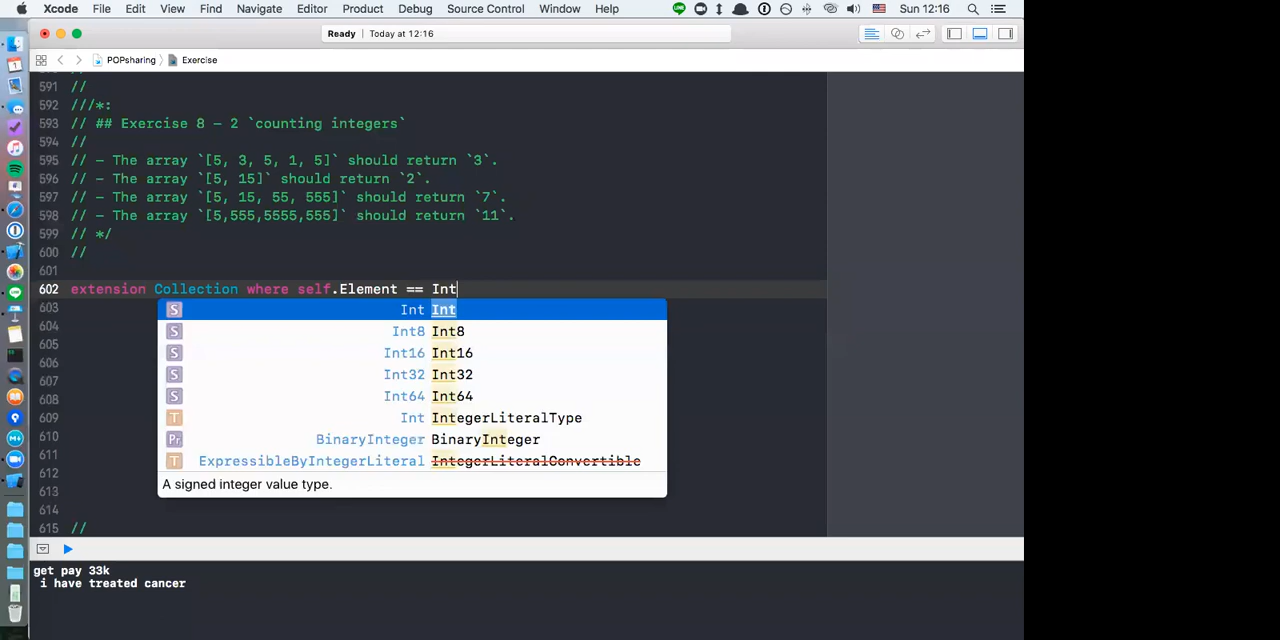 Xcode File Edit View Find Navigate Editor Product Debug Source Control Window Help Sun 12:16
Ready | Today at 12:16
POPsharing Exercise
591 //
592 ///*:
593 // ## Exercise 8 – 2 `counting integers`
594 //
595 // – The array `[5, 3, 5, 1, 5]` should return `3`.
596 // – The array `[5, 15]` should return `2`.
597 // – The array `[5, 15, 55, 555]` should return `7`.
598 // – The array `[5,555,5555,555]` should return `11`.
599 // */
600 //
601
602 extension Collection where self.Element == Int
603
S Int Int
604
S Int8 Int8
605
S Int16 Int16
606
S Int32 Int32
607
S Int64 Int64
608
609
T Int IntegerLiteralType
610
Pr BinaryInteger BinaryInteger
611
T ExpressibleByIntegerLiteral IntegerLiteralConvertible
612
A signed integer value type.
613
614
615 //
get pay 33k
i have treated cancer